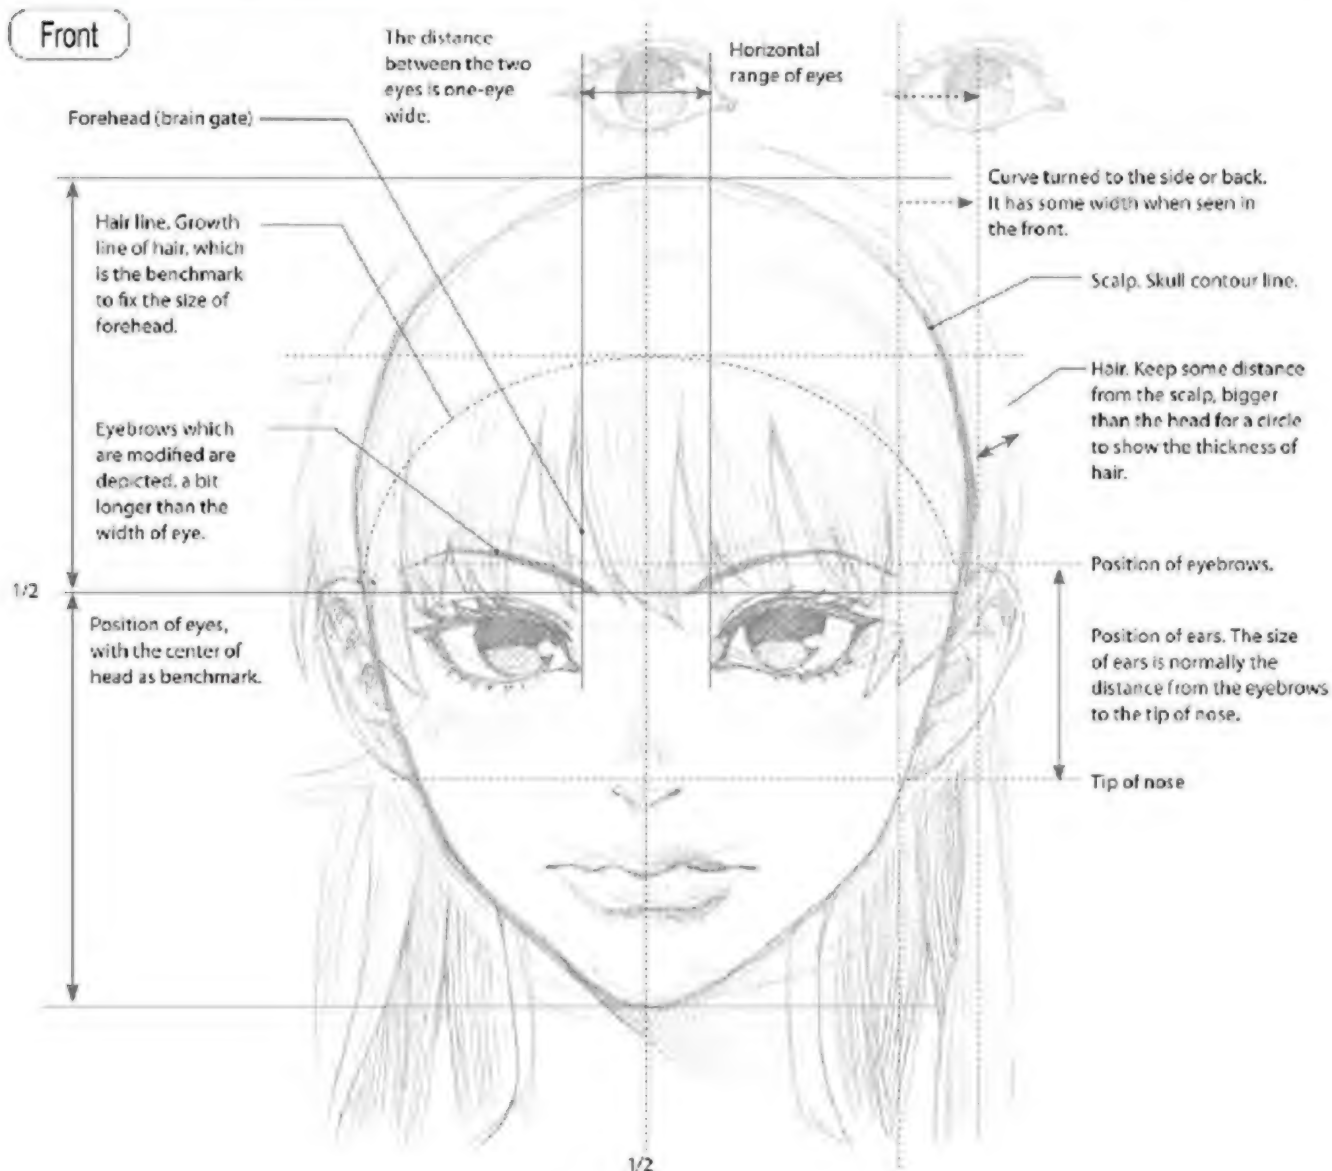 Front
The distance
between the two
eyes is one-eye
wide.
Horizontal
range of eyes
Forehead (brain gate)
Hair line. Growth
line of hair, which
is the benchmark
to fix the size of
forehead.
Curve turned to the side or back.
It has some width when seen in
the front.
Scalp. Skull contour line.
Hair. Keep some distance
from the scalp, bigger
than the head for a circle
to show the thickness of
hair.
Eyebrows which
are modified are
depicted, a bit
longer than the
width of eye.
Position of eyebrows.
1/2
Position of eyes,
with the center of
head as benchmark.
Position of ears. The size
of ears is normally the
distance from the eyebrows
to the tip of nose.
Tip of nose
1/2